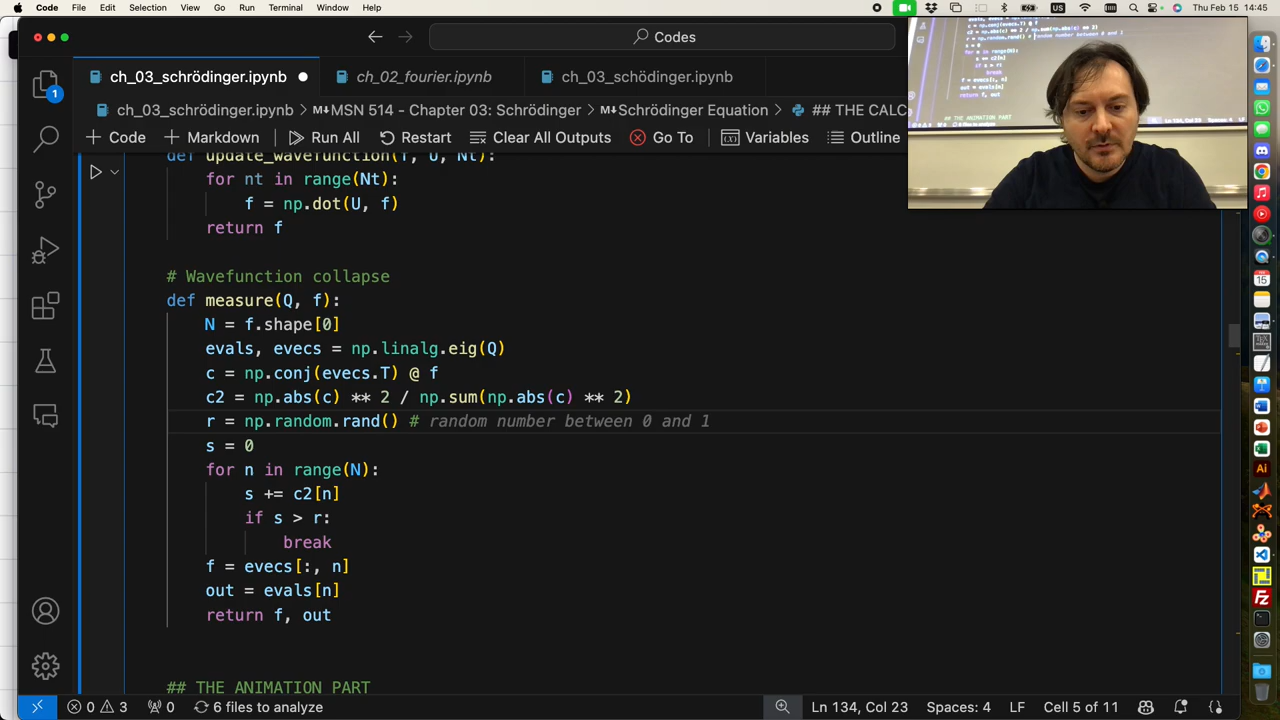 Code File Edit Selection View Go Run Terminal Window Help US Thu Feb 15 14:45
Codes
ch_03_schrödinger.ipynb ch_02_fourier.ipynb ch_03_schrödinger.ipynb
ch_03_schrödinger.ipynb > MSN 514 - Chapter 03: Schrödinger > Schrödinger Equation > ## THE CALC
Code Markdown Run All Restart Clear All Outputs Go To Variables Outline
def update_wavefunction(f, U, Nt):
for nt in range(Nt):
f = np.dot(U, f)
return f
# Wavefunction collapse
def measure(Q, f):
N = f.shape[0]
evals, evecs = np.linalg.eig(Q)
c = np.conj(evecs.T) @ f
c2 = np.abs(c) ** 2 / np.sum(np.abs(c) ** 2)
r = np.random.rand() # random number between 0 and 1
s = 0
for n in range(N):
s += c2[n]
if s > r:
break
f = evecs[:, n]
out = evals[n]
return f, out
## THE ANIMATION PART
0 3 0 6 files to analyze Ln 134, Col 23 Spaces: 4 LF Cell 5 of 11